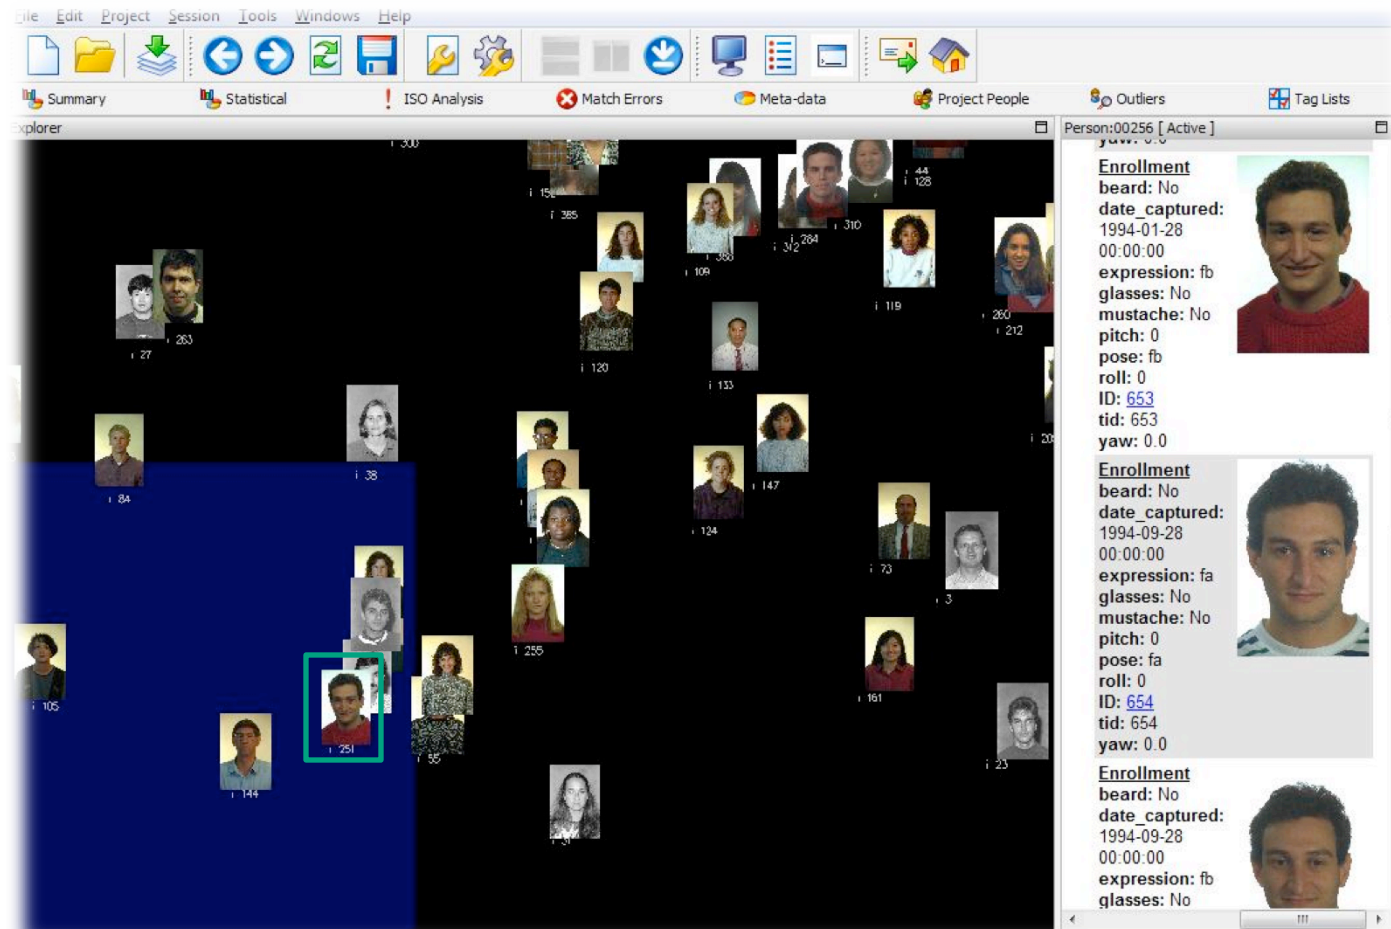 File Edit Project Session Tools Windows Help
Summary Statistical ISO Analysis Match Errors Meta-data Project People Outliers Tag Lists
Explorer
Person:00256 [ Active ]
300
i 44
i 128
i 385
i 310
i 284
i 109
i 119
i 260
i 212
i 27
i 263
i 120
i 133
i 38
i 84
i 147
i 124
i 73
i 3
i 255
i 161
i 105
i 251
i 55
i 23
i 144
i 31
yaw: 0.0
Enrollment
beard: No
date_captured:
1994-01-28
00:00:00
expression: fb
glasses: No
mustache: No
pitch: 0
pose: fb
roll: 0
ID: 653
tid: 653
yaw: 0.0
Enrollment
beard: No
date_captured:
1994-09-28
00:00:00
expression: fa
glasses: No
mustache: No
pitch: 0
pose: fa
roll: 0
ID: 654
tid: 654
yaw: 0.0
Enrollment
beard: No
date_captured:
1994-09-28
00:00:00
expression: fb
glasses: No